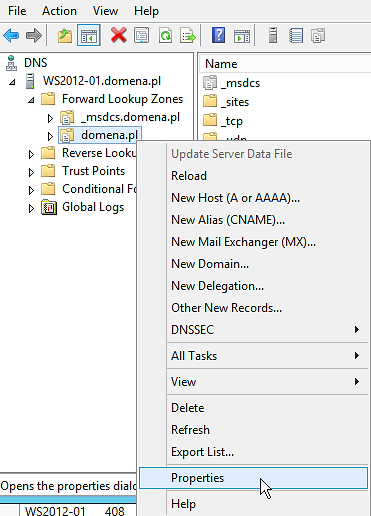 File Action View Help
DNS
WS2012-01.domena.pl
Forward Lookup Zones
_msdcs.domena.pl
domena.pl
Reverse Looku
Trust Points
Conditional Fo
Global Logs
Name
_msdcs
_sites
_tcp
_udp
Update Server Data File
Reload
New Host (A or AAAA)...
New Alias (CNAME)...
New Mail Exchanger (MX)...
New Domain...
New Delegation...
Other New Records...
DNSSEC
All Tasks
View
Delete
Refresh
Export List...
Properties
Help
Opens the properties dialo
WS2012-01 408